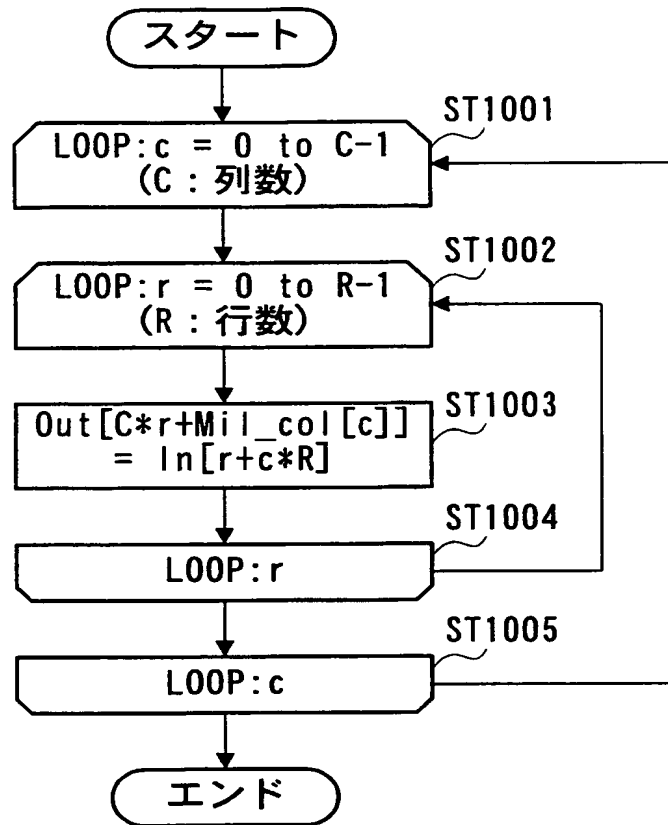 スタート
ST1001
LOOP:c = 0 to C-1
(C : 列数)
ST1002
LOOP:r = 0 to R-1
(R : 行数)
ST1003
Out[C*r+Mil_col[c]]
= In[r+c*R]
ST1004
LOOP:r
ST1005
LOOP:c
エンド